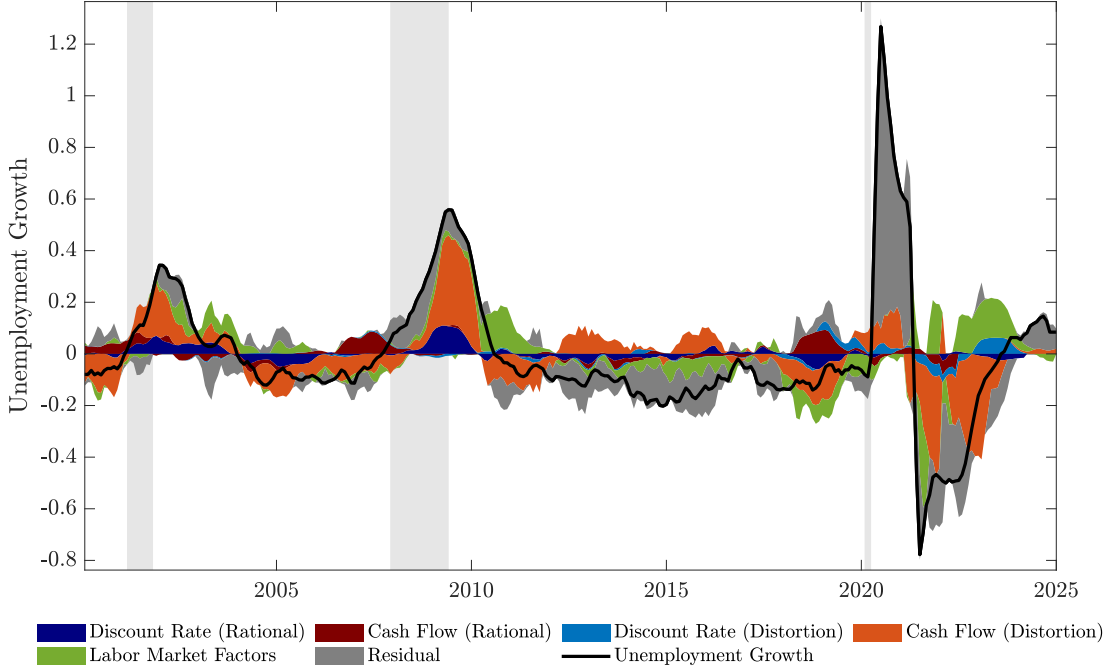 Unemployment Growth
1.2
1
0.8
0.6
0.4
0.2
0
-0.2
-0.4
-0.6
-0.8
2005 2010 2015 2020 2025
Discount Rate (Rational) Cash Flow (Rational) Discount Rate (Distortion) Cash Flow (Distortion)
Labor Market Factors Residual Unemployment Growth